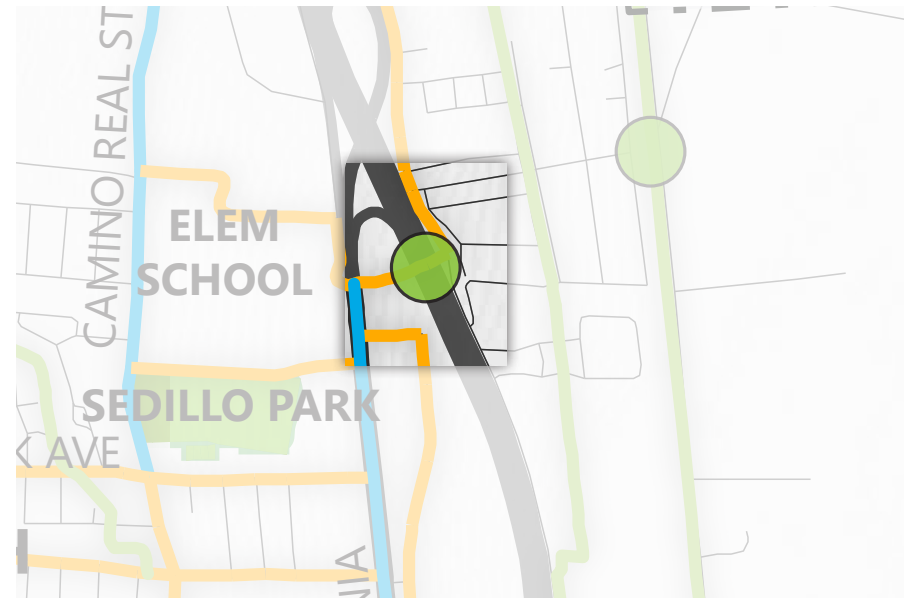 CAMINO REAL ST
ELEM
SCHOOL
SEDILLO PARK
K AVE